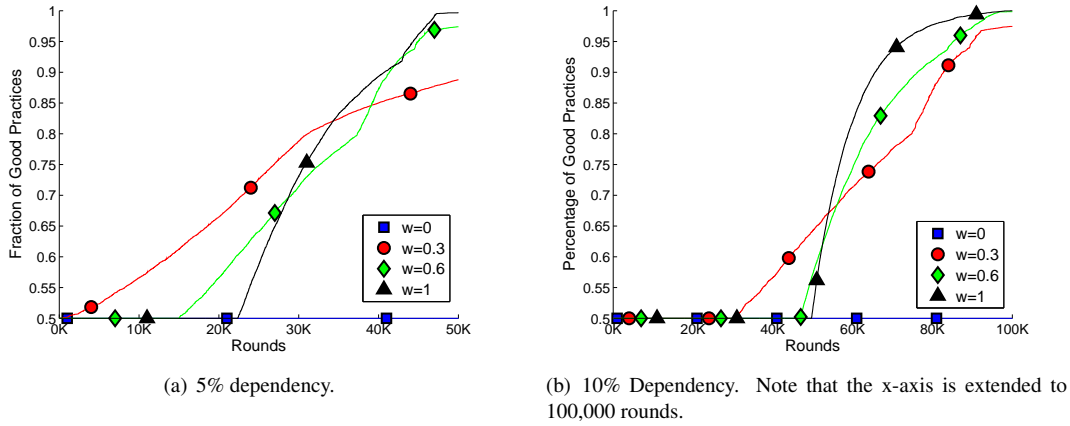 Fraction of Good Practices
1
0.95
0.9
0.85
0.8
0.75
0.7
0.65
0.6
0.55
0.5
0K
10K
20K
30K
40K
50K
Rounds
w=0
w=0.3
w=0.6
w=1
(a) 5% dependency.
Percentage of Good Practices
1
0.95
0.9
0.85
0.8
0.75
0.7
0.65
0.6
0.55
0.5
0K
20K
40K
60K
80K
100K
Rounds
w=0
w=0.3
w=0.6
w=1
(b) 10% Dependency. Note that the x-axis is extended to
100,000 rounds.